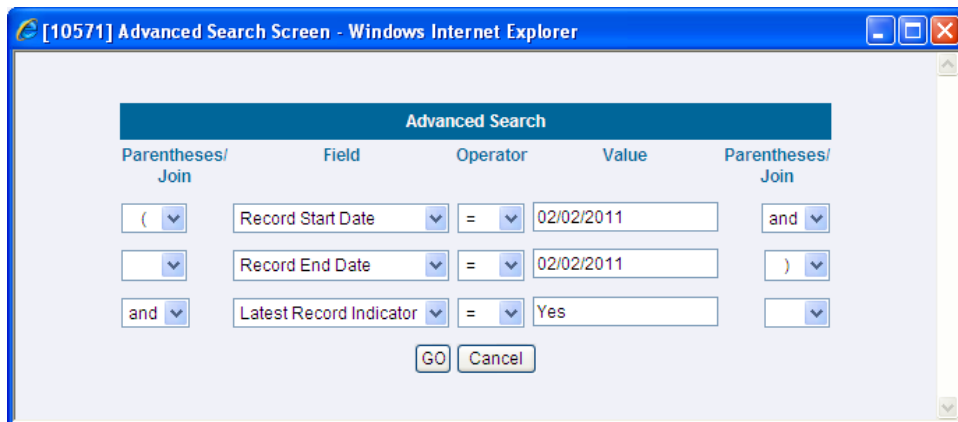 [10571] Advanced Search Screen - Windows Internet Explorer
Advanced Search
Parentheses/ Join Field Operator Value Parentheses/ Join
( Record Start Date = 02/02/2011 and
Record End Date = 02/02/2011 )
and Latest Record Indicator = Yes
GO Cancel